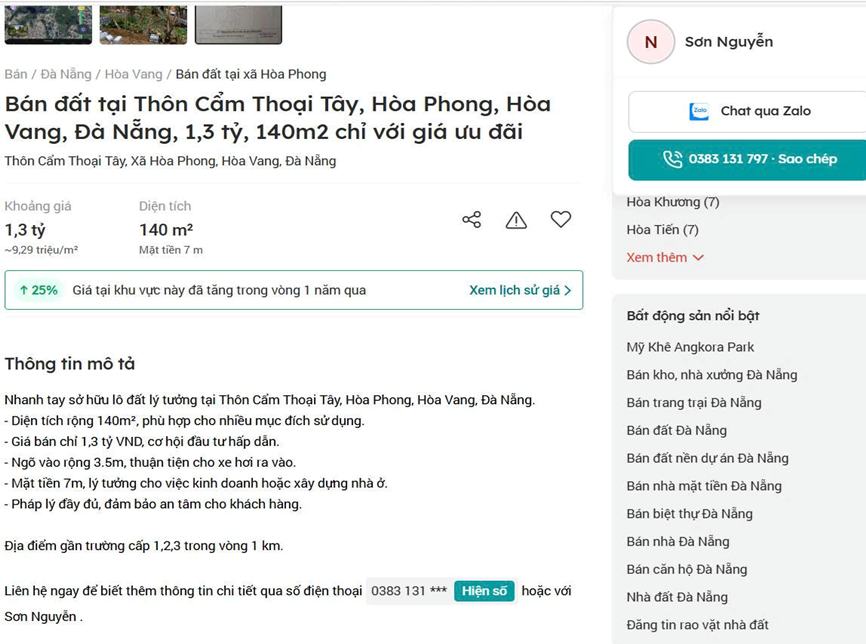 Bán / Đà Nẵng / Hòa Vang / Bán đất tại xã Hòa Phong
Bán đất tại Thôn Cẩm Thoại Tây, Hòa Phong, Hòa
Vang, Đà Nẵng, 1,3 tỷ, 140m2 chỉ với giá ưu đãi
Thôn Cẩm Thoại Tây, Xã Hòa Phong, Hòa Vang, Đà Nẵng
Khoảng giá
Diện tích
1,3 tỷ
140 m²
~9,29 triệu/m²
Mặt tiền 7 m
25%
Giá tại khu vực này đã tăng trong vòng 1 năm qua
Xem lịch sử giá
Thông tin mô tả
Nhanh tay sở hữu lô đất lý tưởng tại Thôn Cẩm Thoại Tây, Hòa Phong, Hòa Vang, Đà Nẵng.
- Diện tích rộng 140m², phù hợp cho nhiều mục đích sử dụng.
- Giá bán chỉ 1,3 tỷ VND, cơ hội đầu tư hấp dẫn.
- Ngõ vào rộng 3.5m, thuận tiện cho xe hơi ra vào.
- Mặt tiền 7m, lý tưởng cho việc kinh doanh hoặc xây dựng nhà ở.
- Pháp lý đầy đủ, đảm bảo an tâm cho khách hàng.
Địa điểm gần trường cấp 1,2,3 trong vòng 1 km.
Liên hệ ngay để biết thêm thông tin chi tiết qua số điện thoại 0383 131 *** Hiện số hoặc với
Sơn Nguyễn .
N
Sơn Nguyễn
Zalo
Chat qua Zalo
0383 131 797 · Sao chép
Hòa Khương (7)
Hòa Tiến (7)
Xem thêm
Bất động sản nổi bật
Mỹ Khê Angkora Park
Bán kho, nhà xưởng Đà Nẵng
Bán trang trại Đà Nẵng
Bán đất Đà Nẵng
Bán đất nền dự án Đà Nẵng
Bán nhà mặt tiền Đà Nẵng
Bán biệt thự Đà Nẵng
Bán nhà Đà Nẵng
Bán căn hộ Đà Nẵng
Nhà đất Đà Nẵng
Đăng tin rao vặt nhà đất